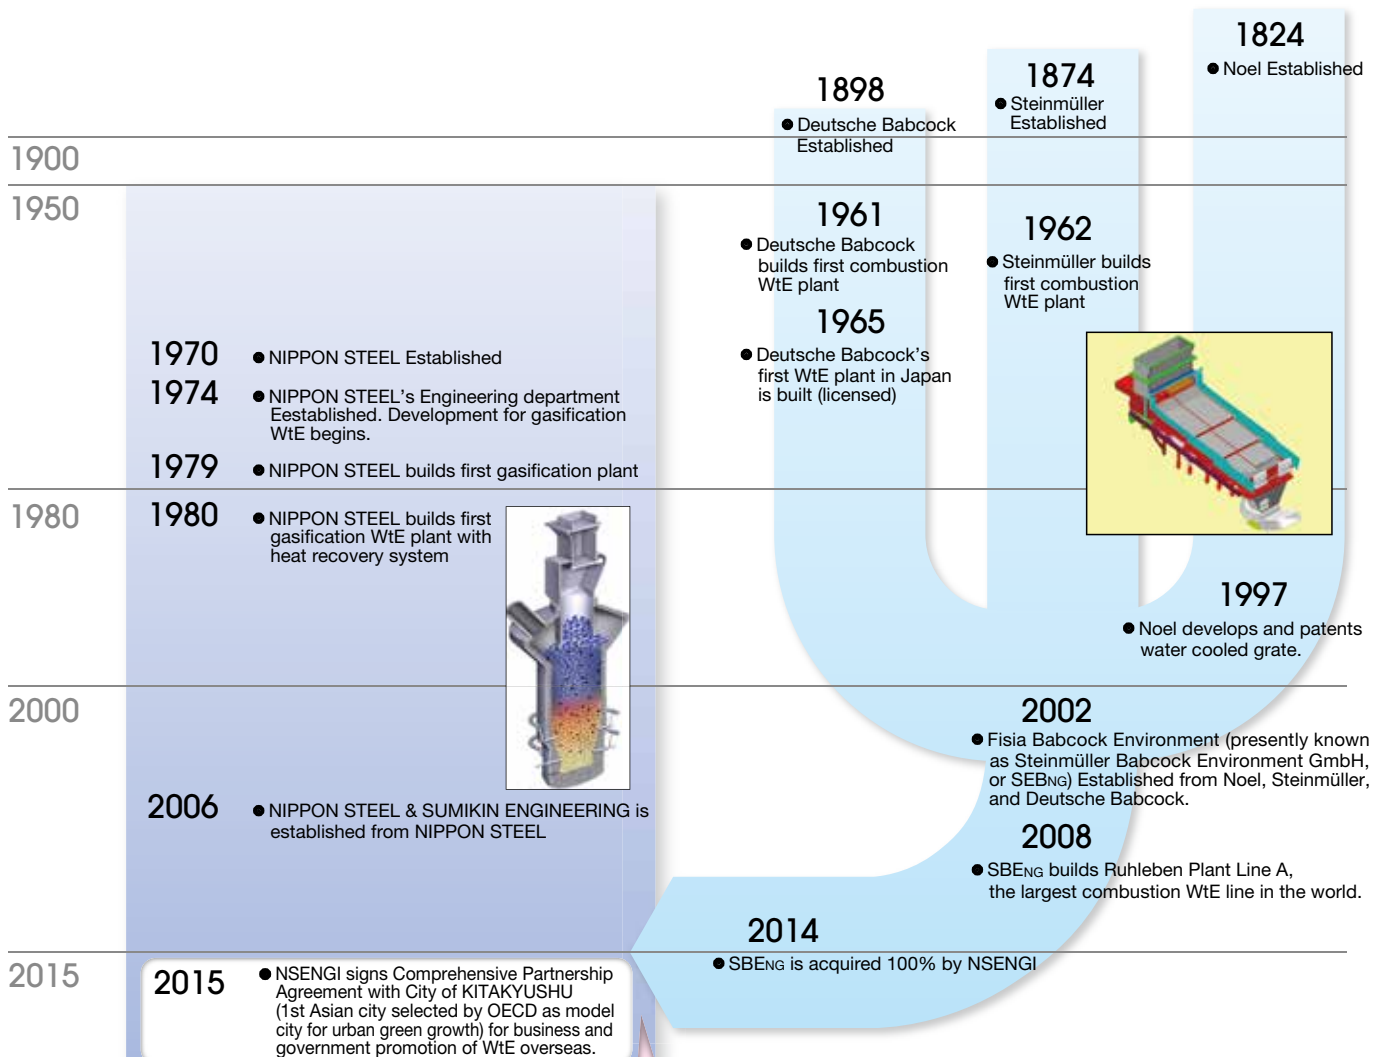 1824
● Noel Established
1874
● Steinmüller
Established
1898
● Deutsche Babcock
Established
1900
1950
1961
● Deutsche Babcock
builds first combustion
WtE plant
1962
● Steinmüller builds
first combustion
WtE plant
1965
● Deutsche Babcock's
first WtE plant in Japan
is built (licensed)
1970
● NIPPON STEEL Established
1974
● NIPPON STEEL's Engineering department
Eestablished. Development for gasification
WtE begins.
1979
● NIPPON STEEL builds first gasification plant
1980
1980
● NIPPON STEEL builds first
gasification WtE plant with
heat recovery system
1997
● Noel develops and patents
water cooled grate.
2000
2002
● Fisia Babcock Environment (presently known
as Steinmüller Babcock Environment GmbH,
or SEBNG) Established from Noel, Steinmüller,
and Deutsche Babcock.
2006
● NIPPON STEEL & SUMIKIN ENGINEERING is
established from NIPPON STEEL
2008
● SBENG builds Ruhleben Plant Line A,
the largest combustion WtE line in the world.
2014
● SBENG is acquired 100% by NSENGI
2015
2015
● NSENGI signs Comprehensive Partnership
Agreement with City of KITAKYUSHU
(1st Asian city selected by OECD as model
city for urban green growth) for business and
government promotion of WtE overseas.